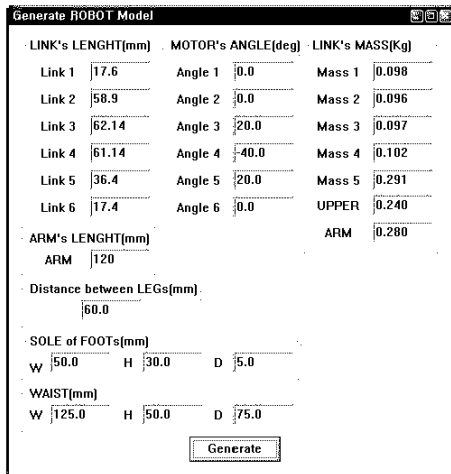 Generate ROBOT Model
LINK's LENGHT(mm) MOTOR's ANGLE(deg) LINK's MASS(Kg)
Link 1 17.6 Angle 1 0.0 Mass 1 0.098
Link 2 58.9 Angle 2 0.0 Mass 2 0.096
Link 3 62.14 Angle 3 20.0 Mass 3 0.097
Link 4 61.14 Angle 4 -40.0 Mass 4 0.102
Link 5 36.4 Angle 5 20.0 Mass 5 0.291
Link 6 17.4 Angle 6 0.0 UPPER 0.240
ARM's LENGHT(mm) ARM 0.280
ARM 120
Distance between LEGs(mm)
60.0
SOLE of FOOTs(mm)
W 50.0 H 30.0 D 5.0
WAIST(mm)
W 125.0 H 50.0 D 75.0
Generate